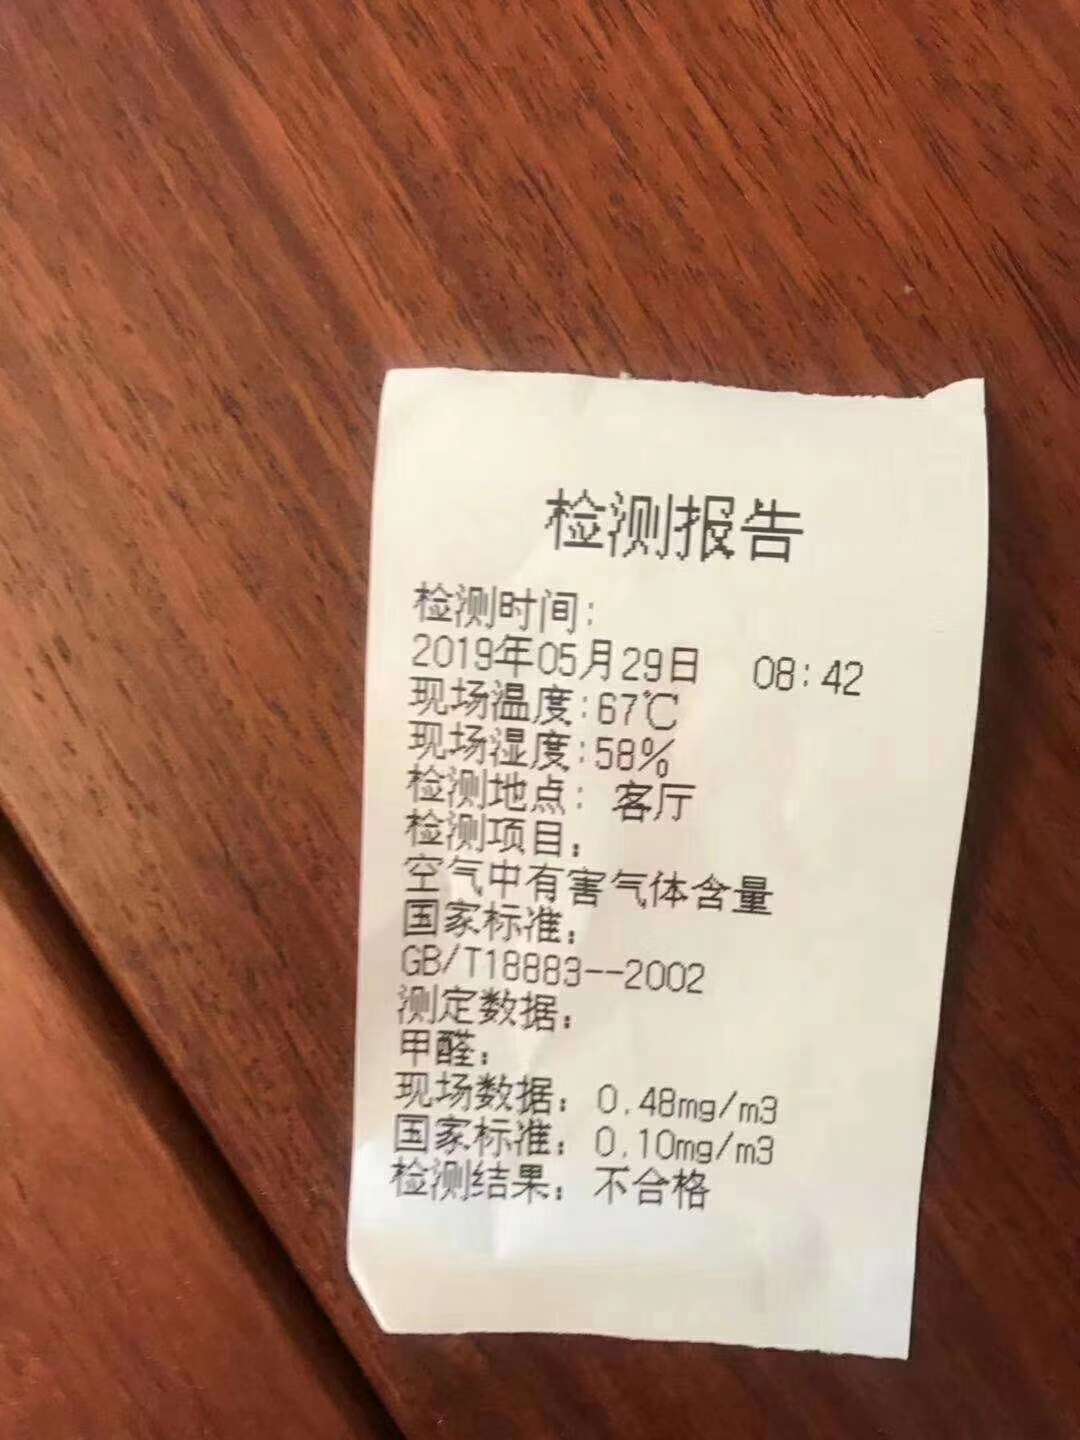 检测报告
检测时间:
2019年05月29日 08:42
现场温度:67℃
现场湿度:58%
检测地点: 客厅
检测项目:
空气中有害气体含量
国家标准:
GB/T18883--2002
测定数据:
甲醛:
现场数据: 0.48mg/m3
国家标准: 0.10mg/m3
检测结果: 不合格